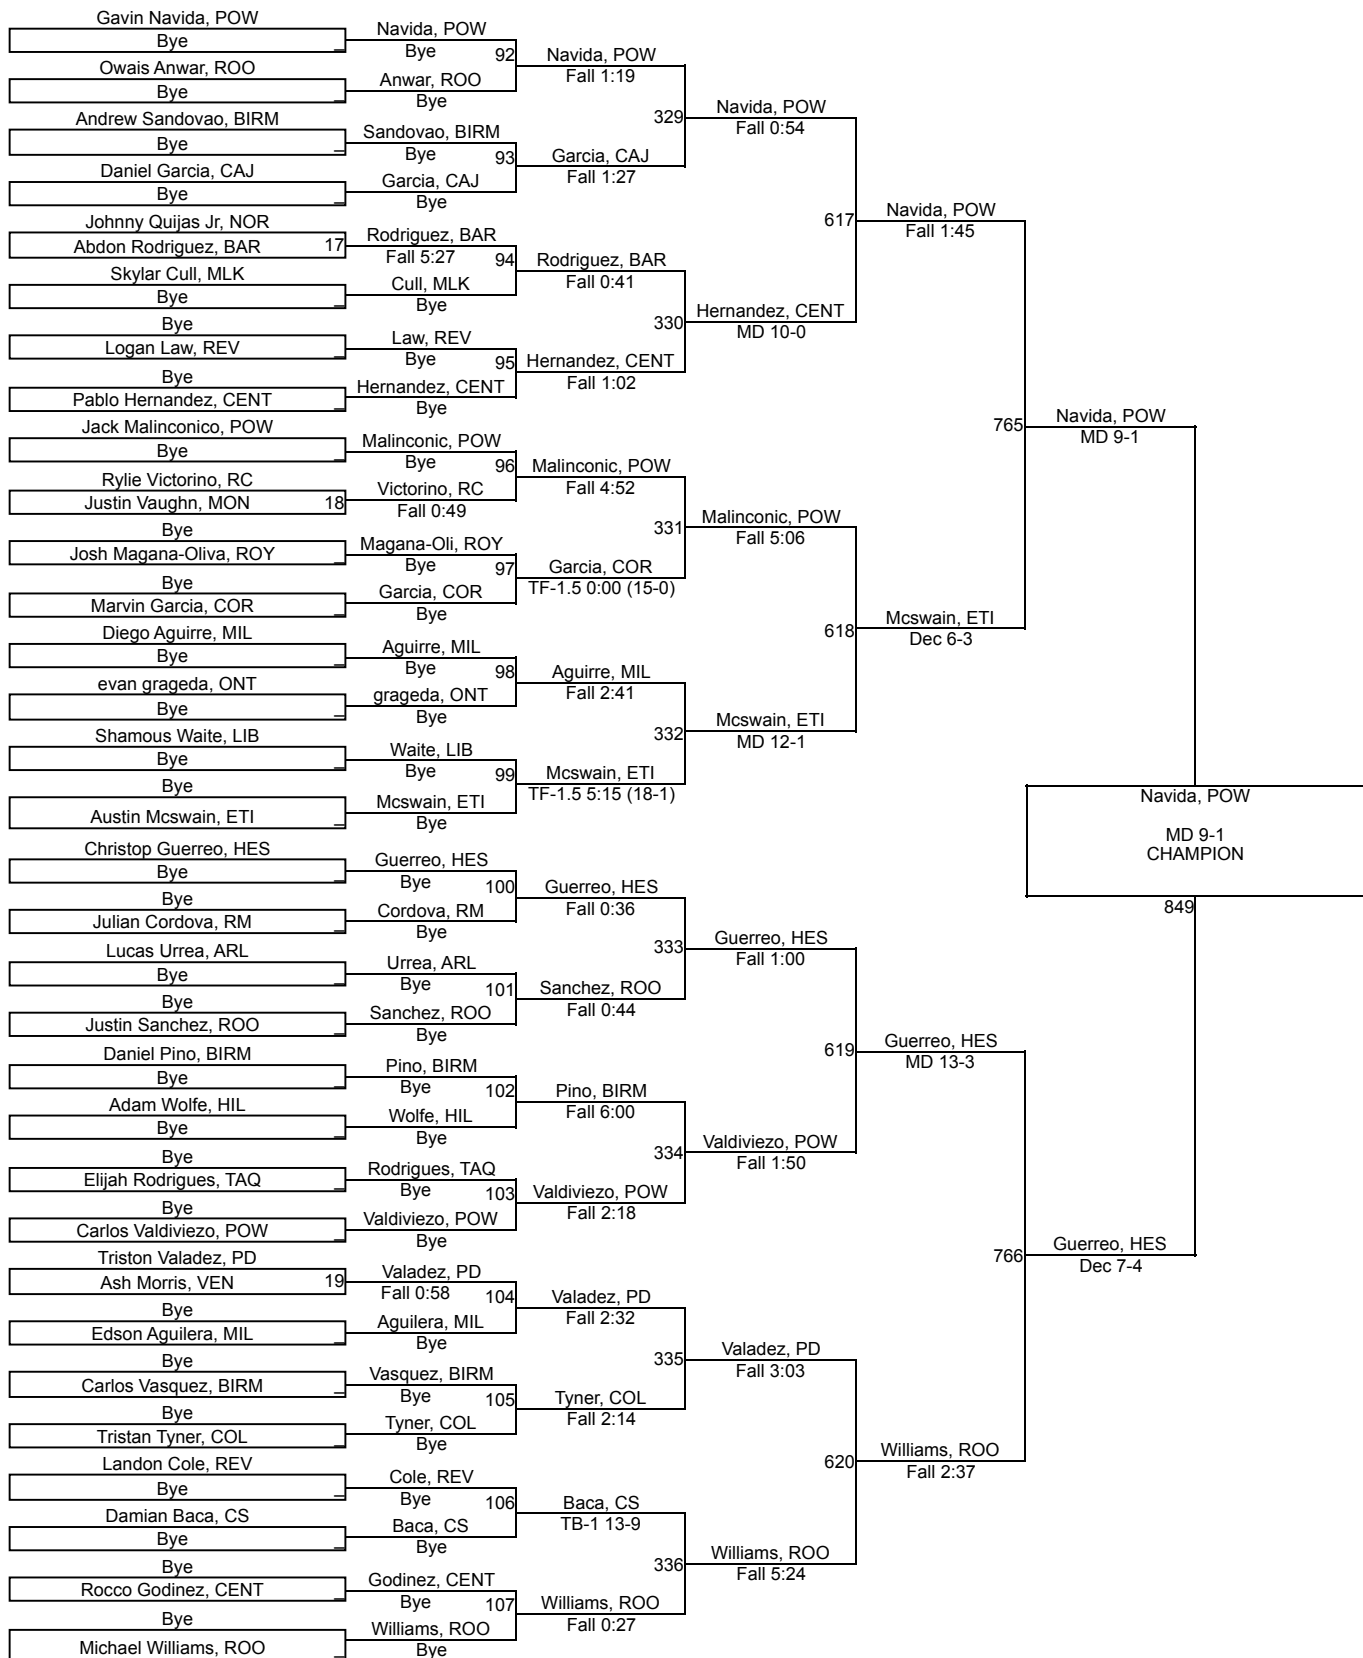 Gavin Navida, POW
Bye _
Owais Anwar, ROO
Bye _
Andrew Sandovao, BIRM
Bye _
Daniel Garcia, CAJ
Bye _
Johnny Quijas Jr, NOR
Abdon Rodriguez, BAR 17
Skylar Cull, MLK
Bye _
Bye
Logan Law, REV _
Bye
Pablo Hernandez, CENT _
Jack Malinconico, POW
Bye _
Rylie Victorino, RC
Justin Vaughn, MON 18
Bye
Josh Magana-Oliva, ROY _
Bye
Marvin Garcia, COR _
Diego Aguirre, MIL
Bye _
evan grageda, ONT
Bye _
Shamous Waite, LIB
Bye _
Bye
Austin Mcswain, ETI _
Christop Guerreo, HES
Bye _
Bye
Julian Cordova, RM _
Lucas Urrea, ARL
Bye _
Bye
Justin Sanchez, ROO _
Daniel Pino, BIRM
Bye _
Adam Wolfe, HIL
Bye _
Bye
Elijah Rodrigues, TAQ _
Bye
Carlos Valdiviezo, POW _
Triston Valadez, PD
Ash Morris, VEN 19
Bye
Edson Aguilera, MIL _
Bye
Carlos Vasquez, BIRM _
Bye
Tristan Tyner, COL _
Landon Cole, REV
Bye _
Damian Baca, CS
Bye _
Bye
Rocco Godinez, CENT _
Bye
Michael Williams, ROO _
Navida, POW
Bye 92
Anwar, ROO
Bye
Sandovao, BIRM
Bye 93
Garcia, CAJ
Bye
Rodriguez, BAR
Fall 5:27 94
Cull, MLK
Bye
Law, REV
Bye 95
Hernandez, CENT
Bye
Malinconic, POW
Bye 96
Victorino, RC
Fall 0:49
Magana-Oli, ROY
Bye 97
Garcia, COR
Bye
Aguirre, MIL
Bye 98
grageda, ONT
Bye
Waite, LIB
Bye 99
Mcswain, ETI
Bye
Guerreo, HES
Bye 100
Cordova, RM
Bye
Urrea, ARL
Bye 101
Sanchez, ROO
Bye
Pino, BIRM
Bye 102
Wolfe, HIL
Bye
Rodrigues, TAQ
Bye 103
Valdiviezo, POW
Bye
Valadez, PD
Fall 0:58 104
Aguilera, MIL
Bye
Vasquez, BIRM
Bye 105
Tyner, COL
Bye
Cole, REV
Bye 106
Baca, CS
Bye
Godinez, CENT
Bye 107
Williams, ROO
Bye
Navida, POW
Fall 1:19
329
Garcia, CAJ
Fall 1:27
Rodriguez, BAR
Fall 0:41
330
Hernandez, CENT
Fall 1:02
Malinconic, POW
Fall 4:52
331
Garcia, COR
TF-1.5 0:00 (15-0)
Aguirre, MIL
Fall 2:41
332
Mcswain, ETI
TF-1.5 5:15 (18-1)
Guerreo, HES
Fall 0:36
333
Sanchez, ROO
Fall 0:44
Pino, BIRM
Fall 6:00
334
Valdiviezo, POW
Fall 2:18
Valadez, PD
Fall 2:32
335
Tyner, COL
Fall 2:14
Baca, CS
TB-1 13-9
336
Williams, ROO
Fall 0:27
Navida, POW
Fall 0:54
617
Hernandez, CENT
MD 10-0
Malinconic, POW
Fall 5:06
618
Mcswain, ETI
MD 12-1
Guerreo, HES
Fall 1:00
619
Valdiviezo, POW
Fall 1:50
Valadez, PD
Fall 3:03
620
Williams, ROO
Fall 5:24
Navida, POW
Fall 1:45
765
Mcswain, ETI
Dec 6-3
Guerreo, HES
MD 13-3
766
Williams, ROO
Fall 2:37
Navida, POW
MD 9-1
Navida, POW
MD 9-1
CHAMPION
849
Guerreo, HES
Dec 7-4